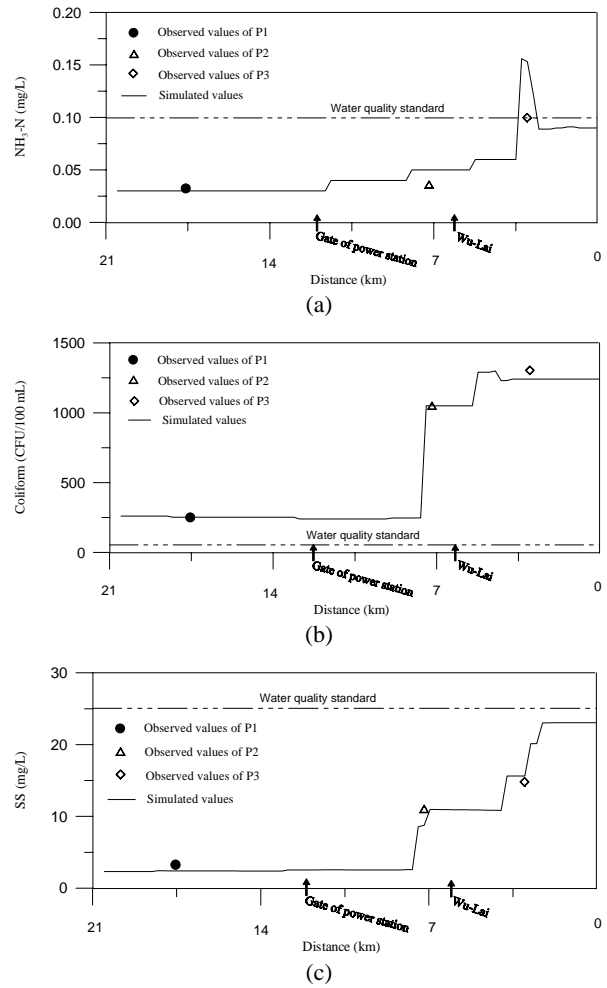 0.20
0.15
0.10
0.05
0.00
NH3-N (mg/L)
Observed values of P1
Observed values of P2
Observed values of P3
Simulated values
Water quality standard
Gate of power station
Wu-Lai
21
14
7
0
Distance (km)
(a)
1500
1000
500
0
Coliform (CFU/100 mL)
Observed values of P1
Observed values of P2
Observed values of P3
Simulated values
Water quality standard
Gate of power station
Wu-Lai
21
14
7
0
Distance (km)
(b)
30
20
10
0
SS (mg/L)
Water quality standard
Observed values of P1
Observed values of P2
Observed values of P3
Simulated values
Gate of power station
Wu-Lai
21
14
7
0
Distance (km)
(c)